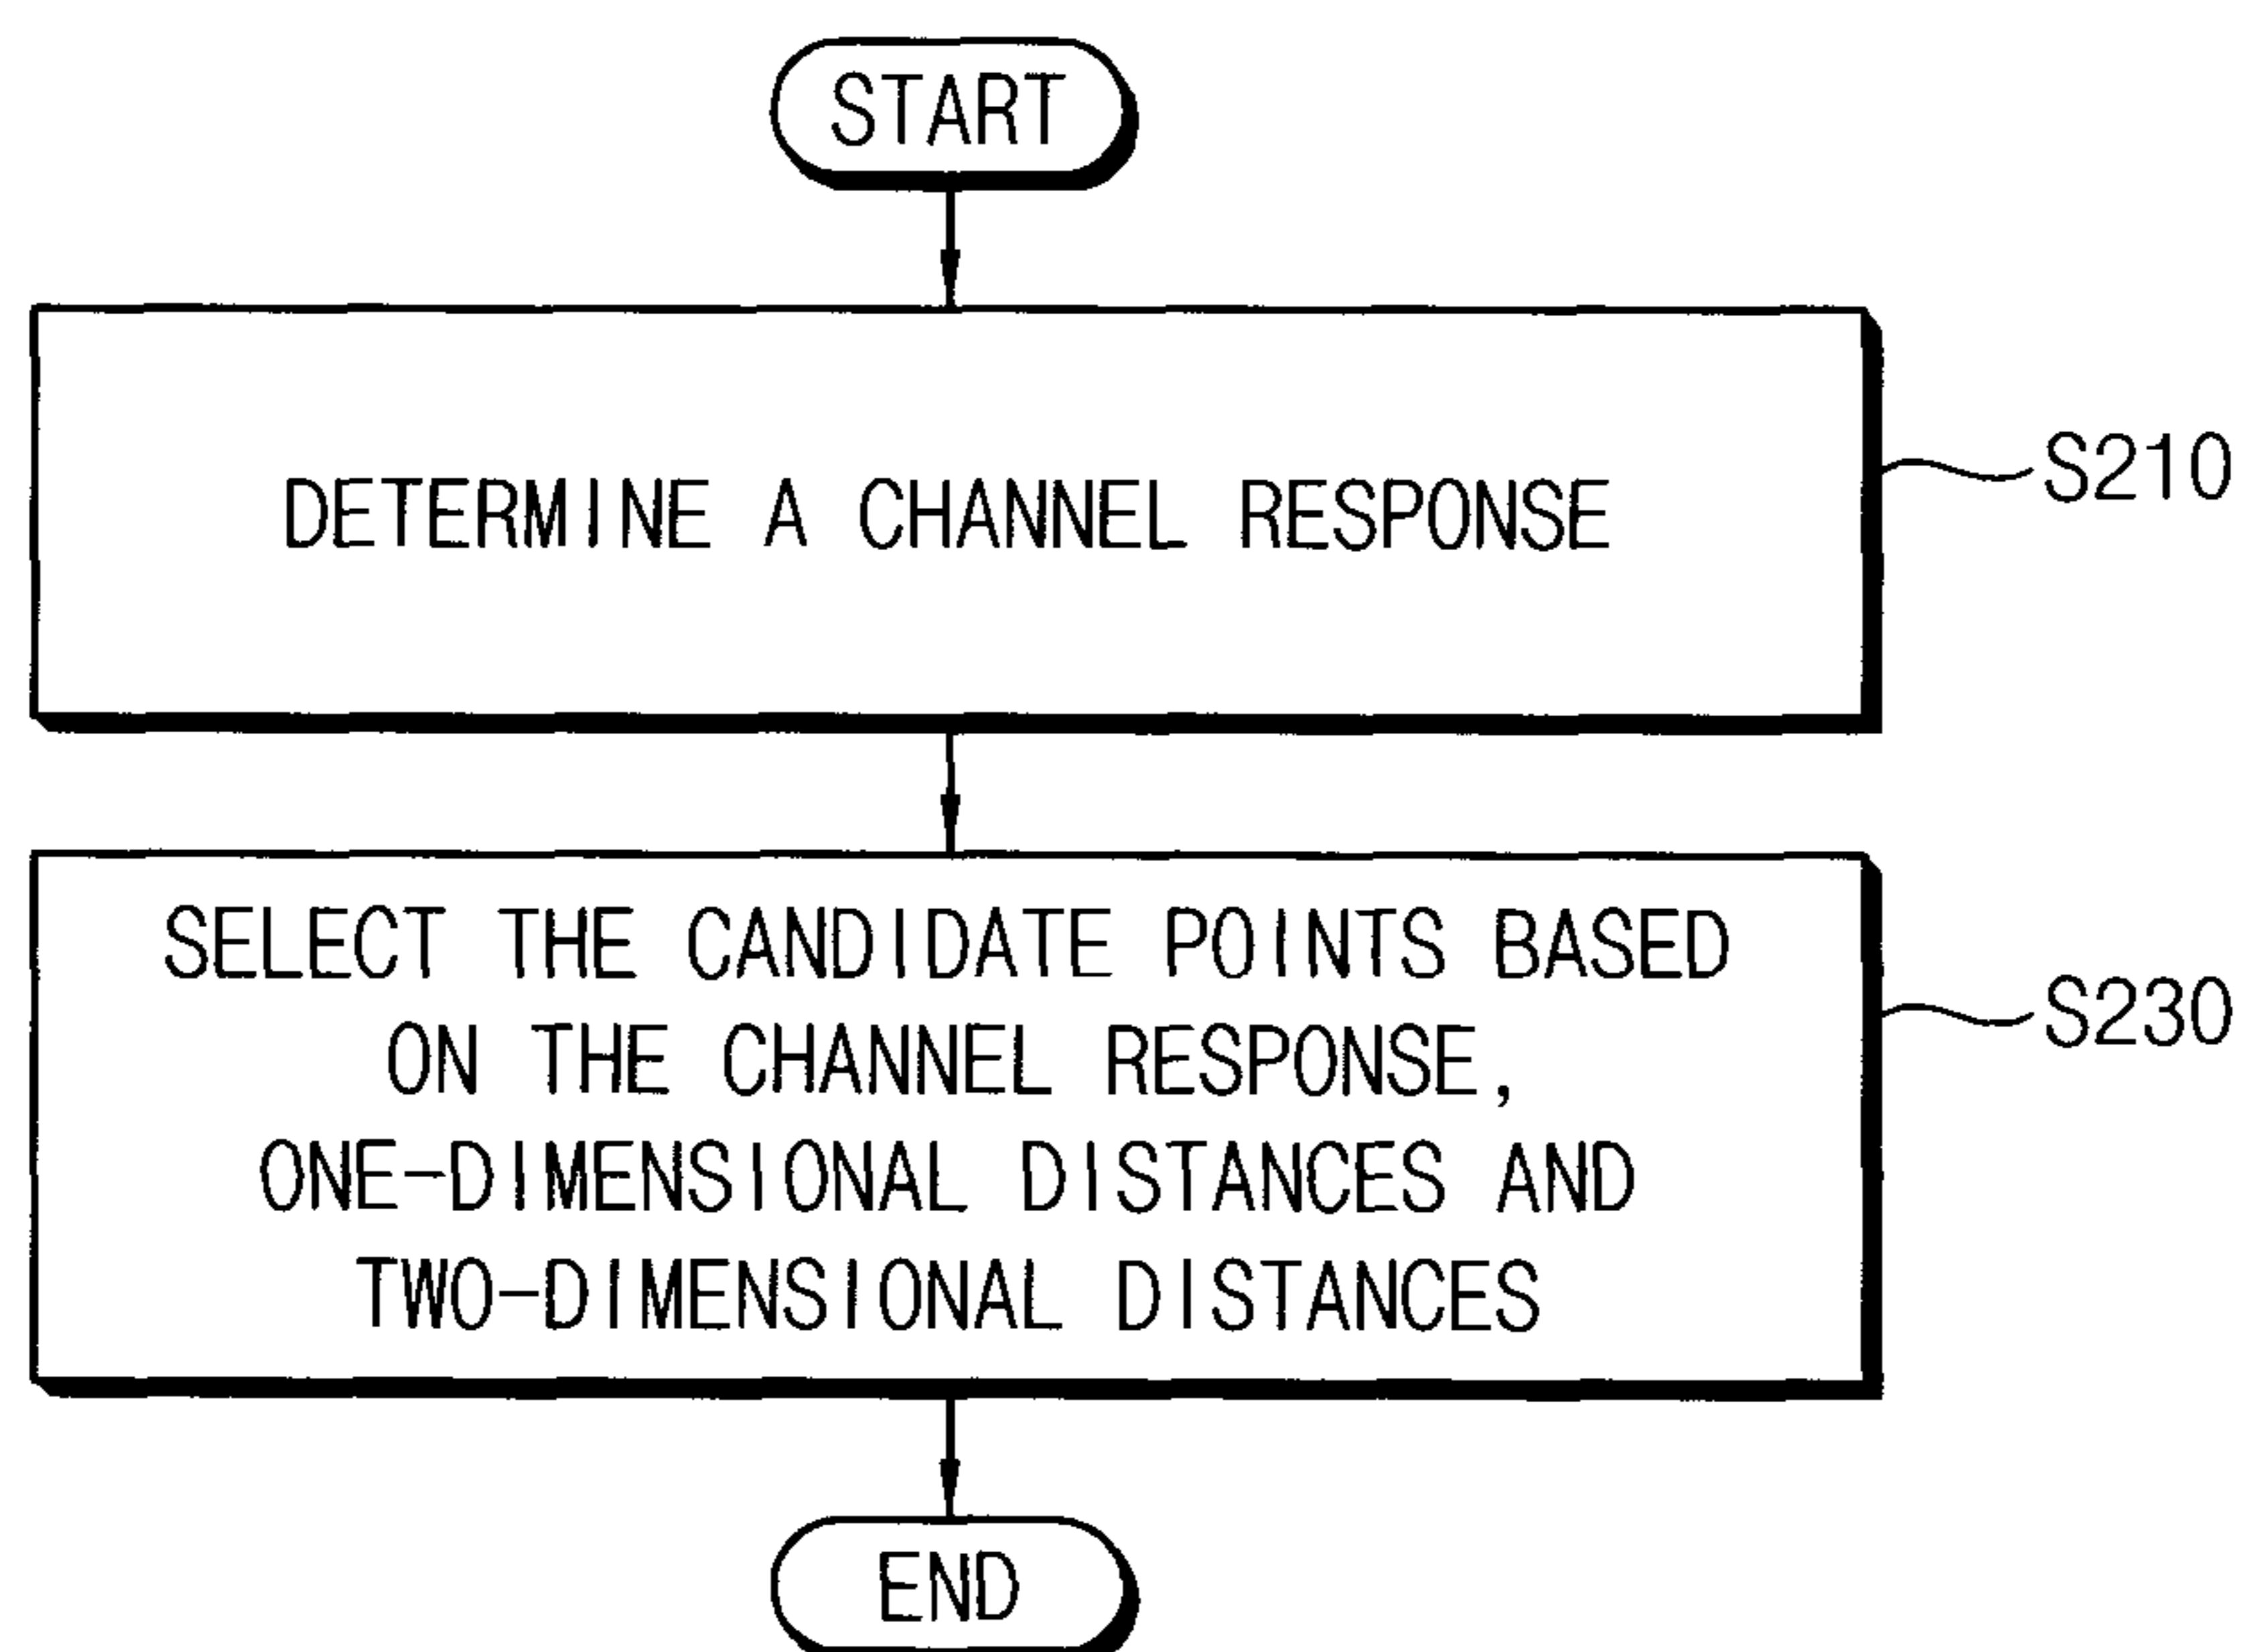 START
DETERMINE A CHANNEL RESPONSE
S210
SELECT THE CANDIDATE POINTS BASED
ON THE CHANNEL RESPONSE,
ONE-DIMENSIONAL DISTANCES AND
TWO-DIMENSIONAL DISTANCES
S230
END